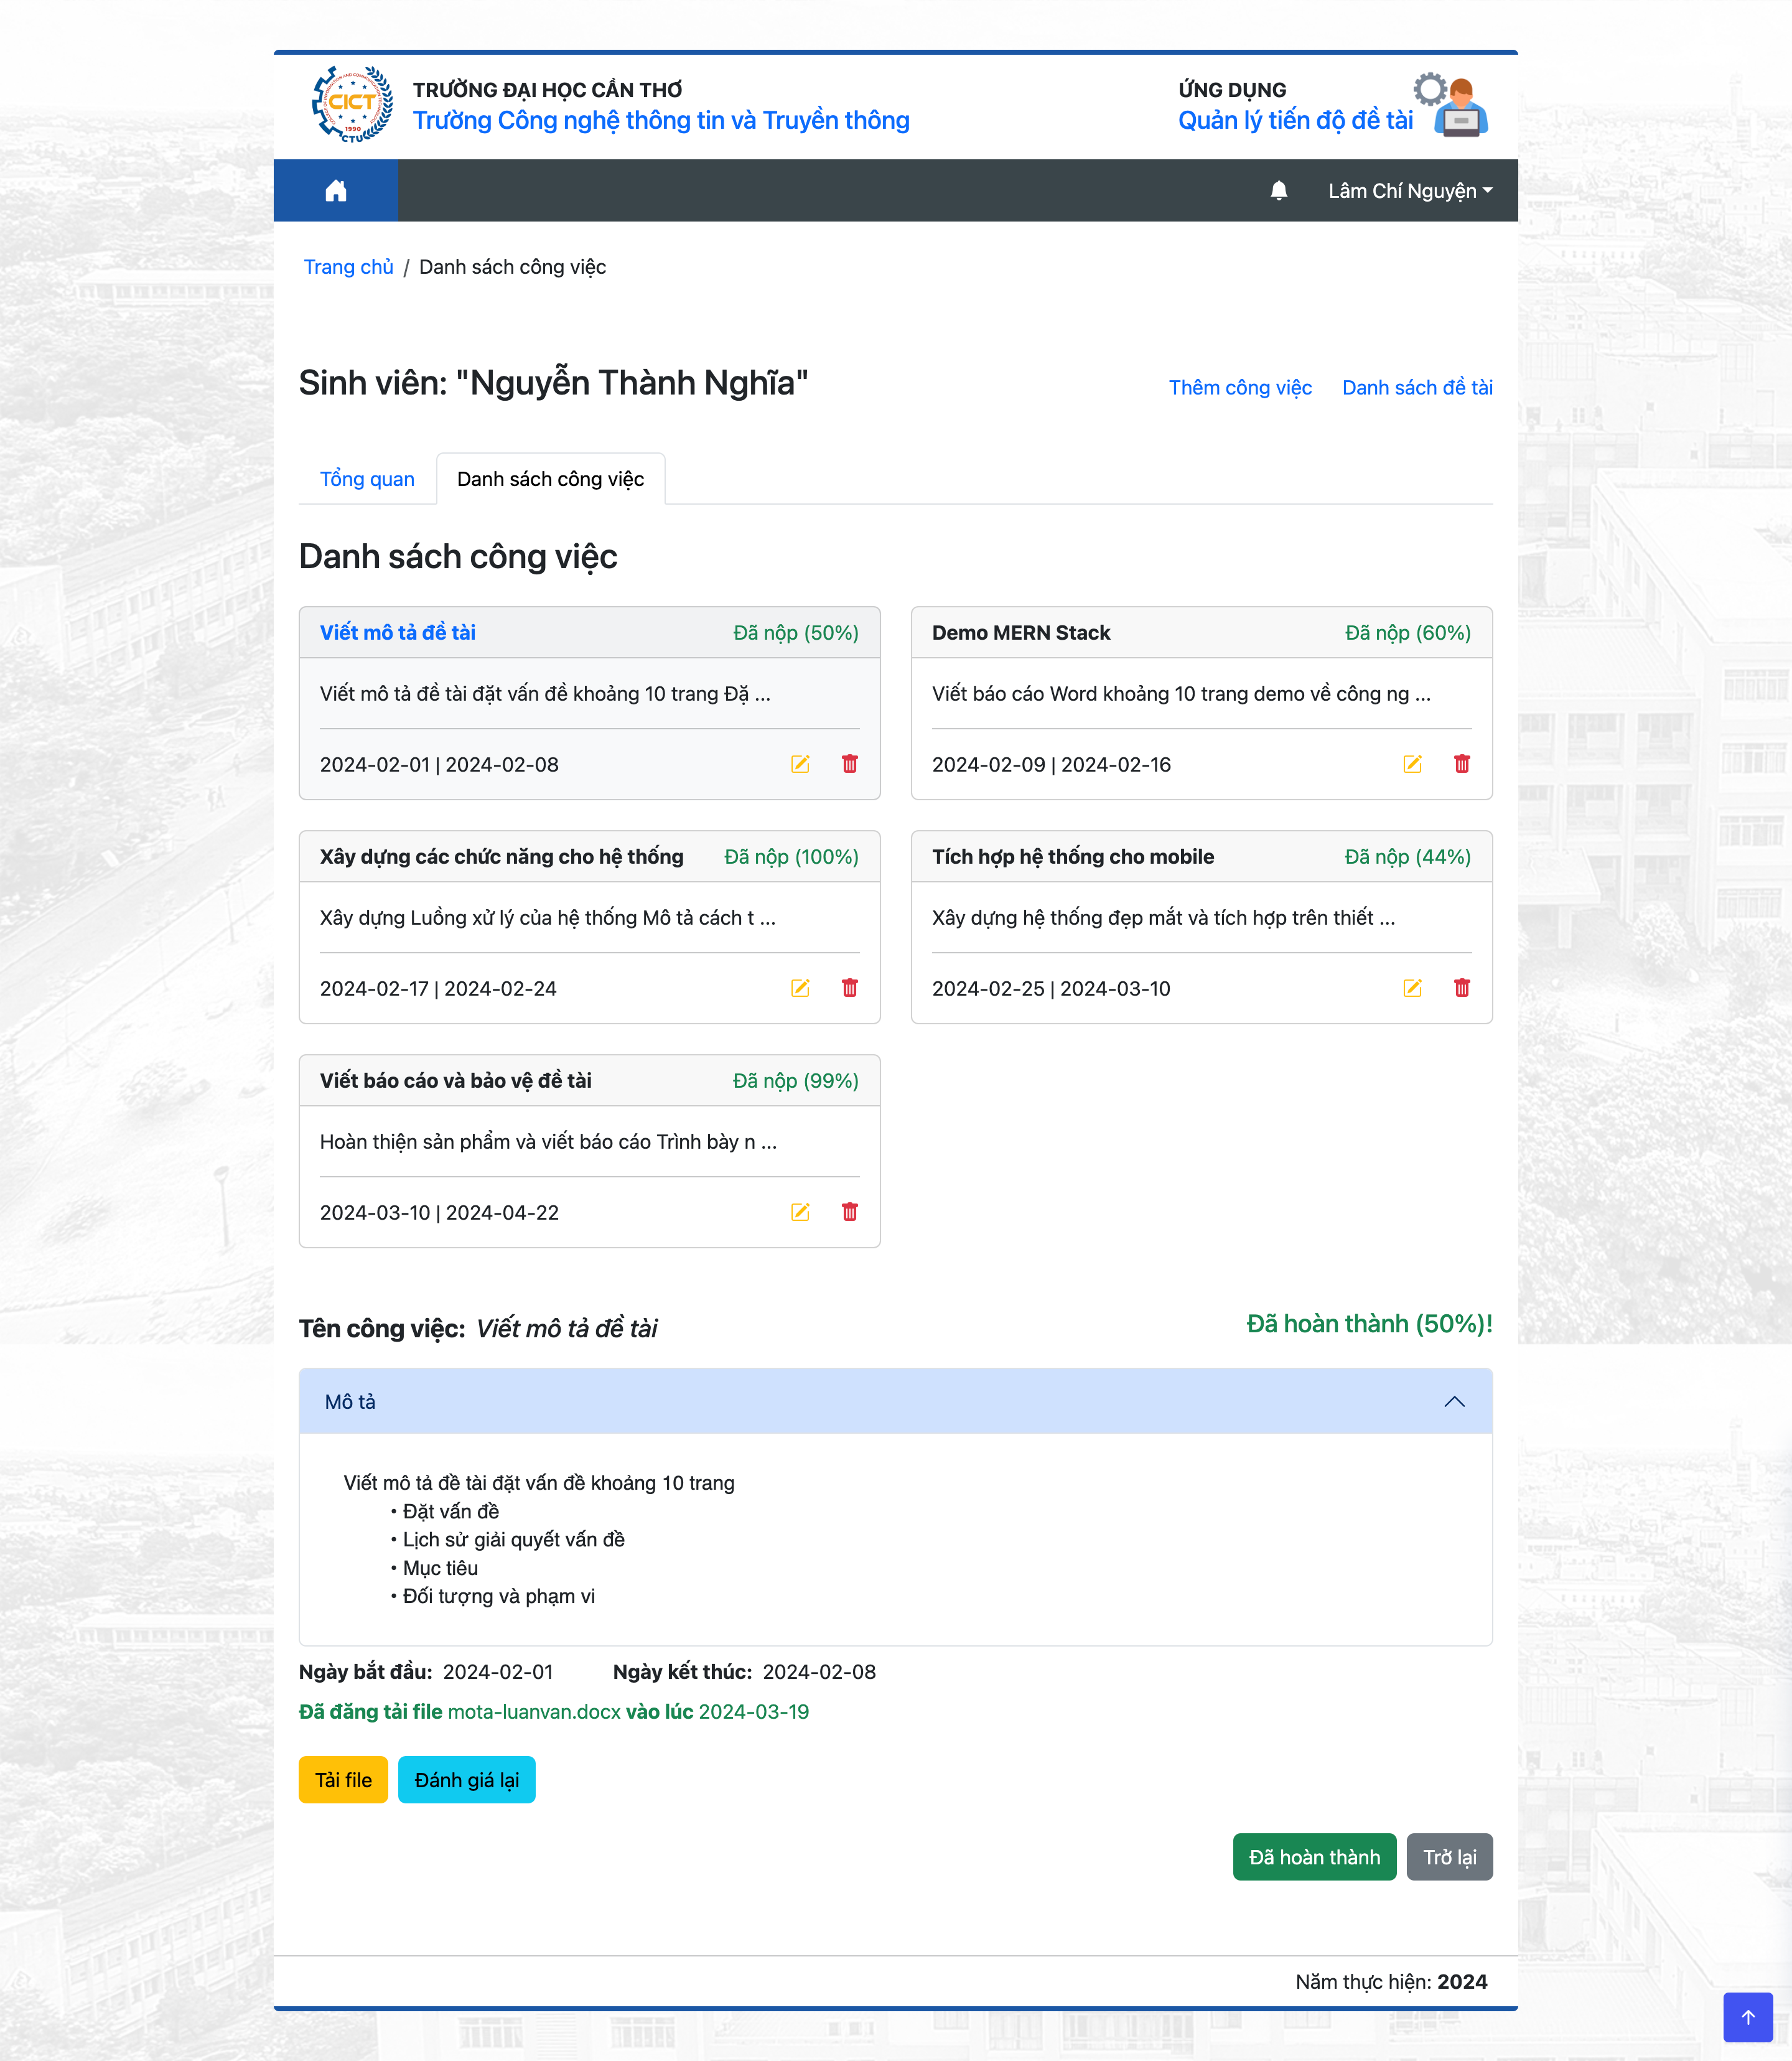 CICT
1990
CTU
TRƯỜNG ĐẠI HỌC CẦN THƠ
Trường Công nghệ thông tin và Truyền thông
ỨNG DỤNG
Quản lý tiến độ đề tài
Lâm Chí Nguyện
Trang chủ / Danh sách công việc
Sinh viên: "Nguyễn Thành Nghĩa"
Thêm công việc
Danh sách đề tài
Tổng quan
Danh sách công việc
Danh sách công việc
Viết mô tả đề tài
Đã nộp (50%)
Viết mô tả đề tài đặt vấn đề khoảng 10 trang Đặ ...
2024-02-01 | 2024-02-08
Demo MERN Stack
Đã nộp (60%)
Viết báo cáo Word khoảng 10 trang demo về công ng ...
2024-02-09 | 2024-02-16
Xây dựng các chức năng cho hệ thống
Đã nộp (100%)
Xây dựng Luồng xử lý của hệ thống Mô tả cách t ...
2024-02-17 | 2024-02-24
Tích hợp hệ thống cho mobile
Đã nộp (44%)
Xây dựng hệ thống đẹp mắt và tích hợp trên thiết ...
2024-02-25 | 2024-03-10
Viết báo cáo và bảo vệ đề tài
Đã nộp (99%)
Hoàn thiện sản phẩm và viết báo cáo Trình bày n ...
2024-03-10 | 2024-04-22
Tên công việc: Viết mô tả đề tài
Đã hoàn thành (50%)!
Mô tả
Viết mô tả đề tài đặt vấn đề khoảng 10 trang
• Đặt vấn đề
• Lịch sử giải quyết vấn đề
• Mục tiêu
• Đối tượng và phạm vi
Ngày bắt đầu: 2024-02-01 Ngày kết thúc: 2024-02-08
Đã đăng tải file mota-luanvan.docx vào lúc 2024-03-19
Tải file
Đánh giá lại
Đã hoàn thành
Trở lại
Năm thực hiện: 2024